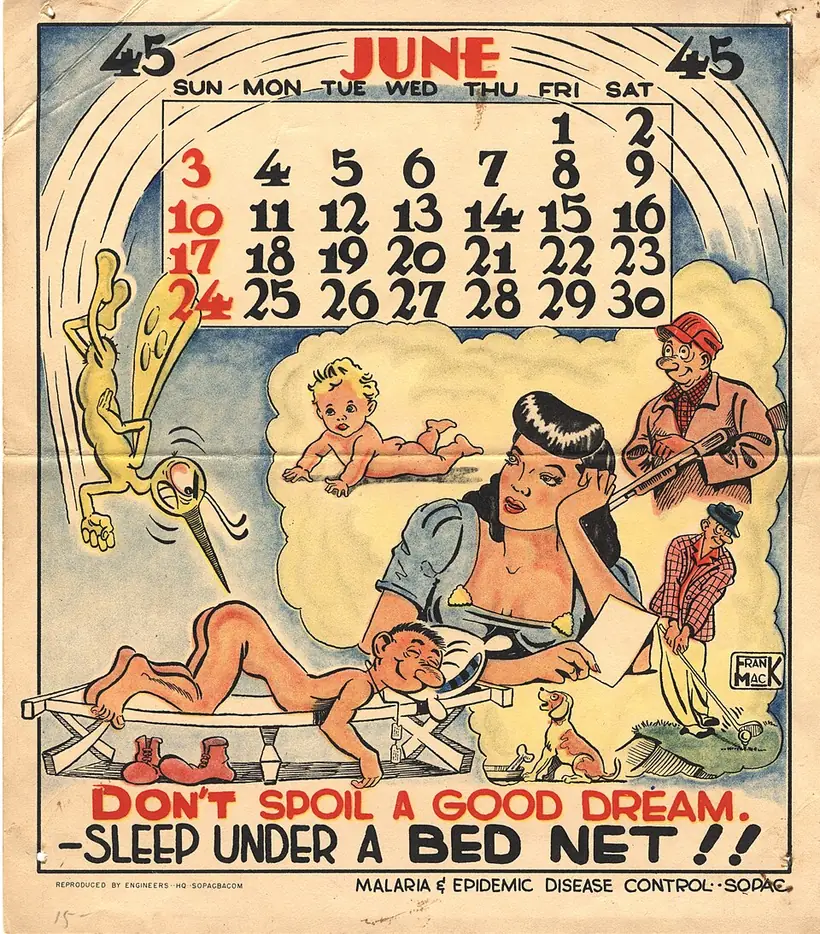 45 JUNE 45
SUN MON TUE WED THU FRI SAT
1 2
3 4 5 6 7 8 9
10 11 12 13 14 15 16
17 18 19 20 21 22 23
24 25 26 27 28 29 30
FRANK
MACK
DON'T SPOIL A GOOD DREAM.
-SLEEP UNDER A BED NET!!
REPRODUCED BY ENGINEERS·HQ·SOPACBACOM
MALARIA & EPIDEMIC DISEASE CONTROL··SOPAC
15-